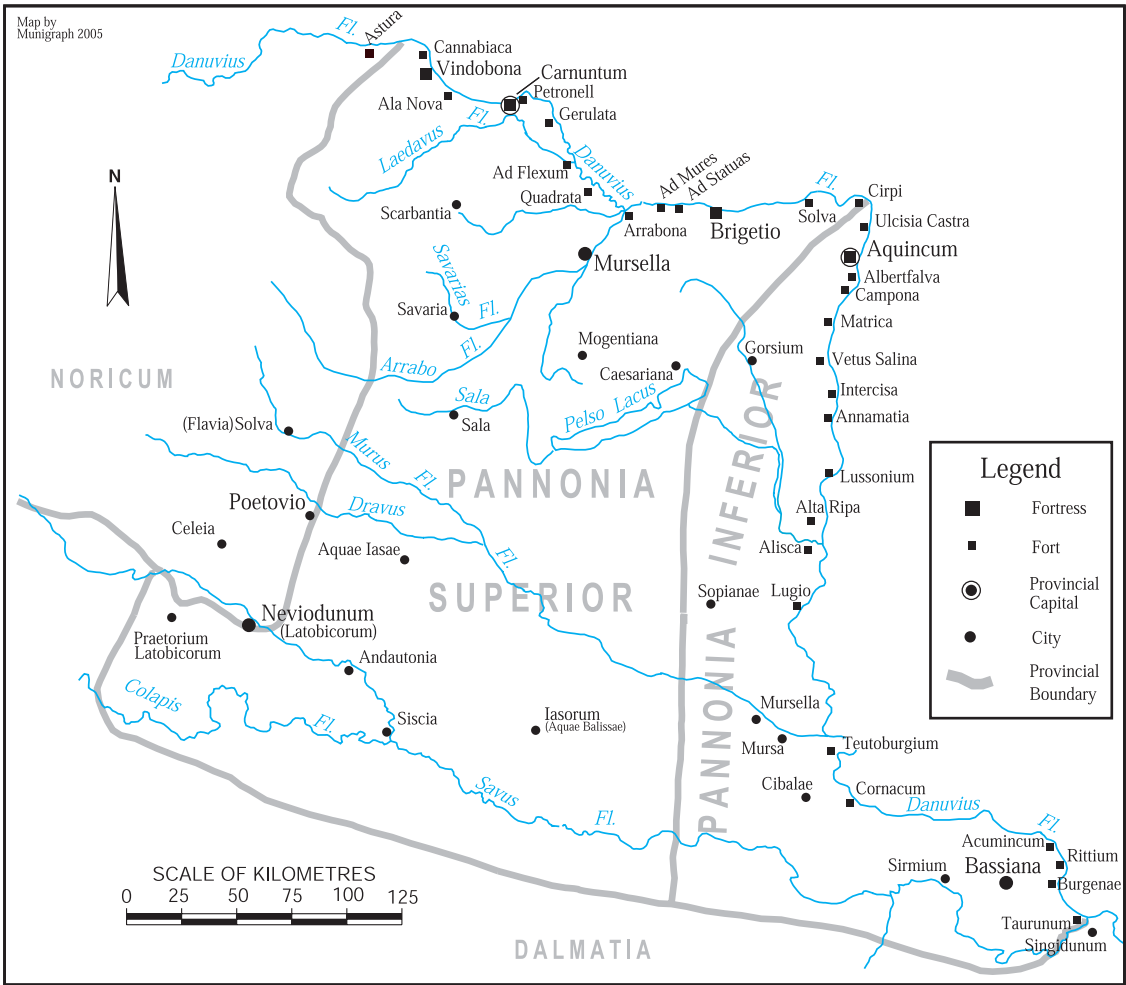 Map by
Munigraph 2005
Danuvius
Fl.
Astura
Cannabiaca
Vindobona
Ala Nova
Carnuntum
Petronell
Gerulata
Laedavus
Fl.
Ad Flexum
Danuvius
Quadrata
Ad Mures
Ad Statuas
Fl.
Cirpi
N
Scarbantia
Arrabona
Brigetio
Solva
Ulcisia Castra
Mursella
Aquincum
Albertfalva
Campona
Savarias
Fl.
Savaria
Matrica
Arrabo
Fl.
Mogentiana
Caesariana
Gorsium
Vetus Salina
NORICUM
Intercisa
Annamatia
Sala
Sala
Pelso Lacus
(Flavia)Solva
Murus
Fl.
PANNONIA
Lussonium
Legend
Fortress
Fort
Provincial
Capital
City
Provincial
Boundary
Poetovio
Dravus
Fl.
Alta Ripa
Celeia
Aquae Iasae
Alisca
SUPERIOR
PANNONIA INFERIOR
Sopianae
Lugio
Neviodunum
(Latobicorum)
Praetorium
Latobicorum
Andautonia
Colapis
Fl.
Siscia
Iasorum
(Aquae Balissae)
Mursella
Mursa
Teutoburgium
Savus
Fl.
Cibalae
Cornacum
Danuvius
Fl.
Acumincum
Rittium
Sirmium
Bassiana
Burgenae
Taurunum
Singidunum
SCALE OF KILOMETRES
0 25 50 75 100 125
DALMATIA